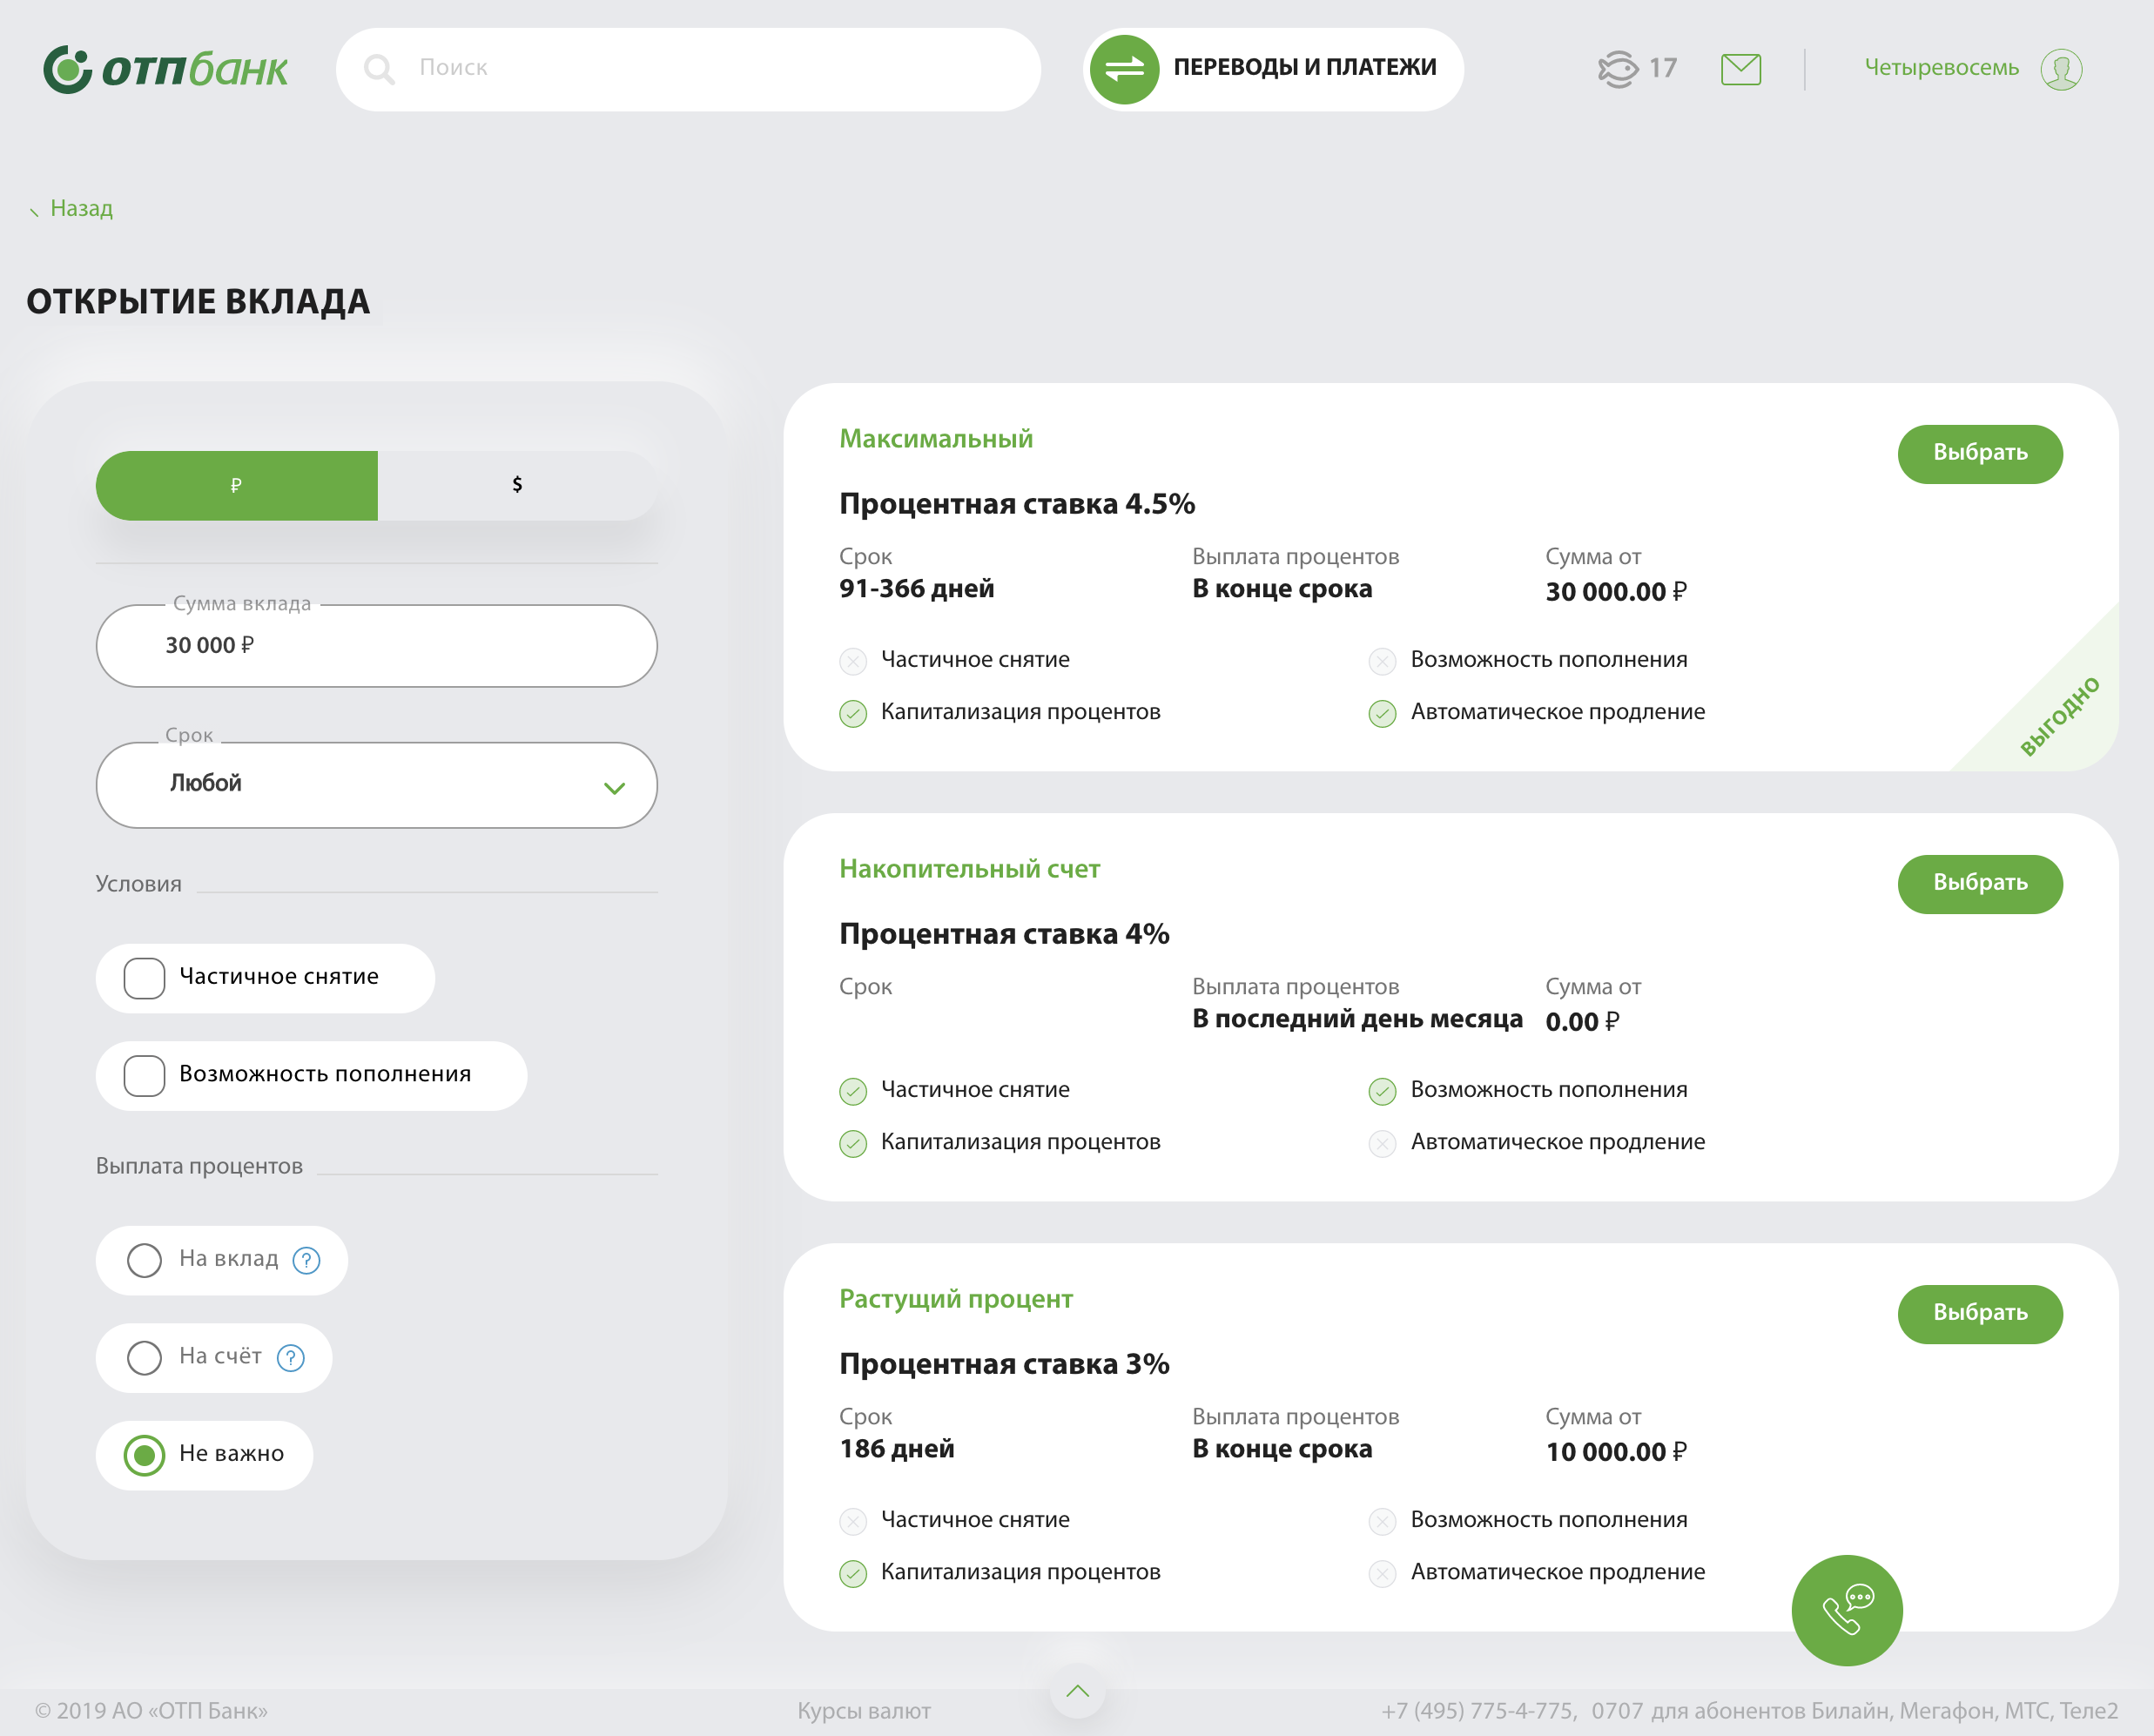 отпбанк
Поиск
ПЕРЕВОДЫ И ПЛАТЕЖИ
17
Четыревосемь
Назад
ОТКРЫТИЕ ВКЛАДА
₽ $
Сумма вклада
30 000 ₽
Срок
Любой
Условия
Частичное снятие
Возможность пополнения
Выплата процентов
На вклад ?
На счёт ?
Не важно
Максимальный
Выбрать
Процентная ставка 4.5%
Срок Выплата процентов Сумма от
91-366 дней В конце срока 30 000.00 ₽
Частичное снятие Возможность пополнения
Капитализация процентов Автоматическое продление
ВЫГОДНО
Накопительный счет
Выбрать
Процентная ставка 4%
Срок Выплата процентов Сумма от
В последний день месяца 0.00 ₽
Частичное снятие Возможность пополнения
Капитализация процентов Автоматическое продление
Растущий процент
Выбрать
Процентная ставка 3%
Срок Выплата процентов Сумма от
186 дней В конце срока 10 000.00 ₽
Частичное снятие Возможность пополнения
Капитализация процентов Автоматическое продление
© 2019 АО «ОТП Банк» Курсы валют +7 (495) 775-4-775, 0707 для абонентов Билайн, Мегафон, МТС, Теле2